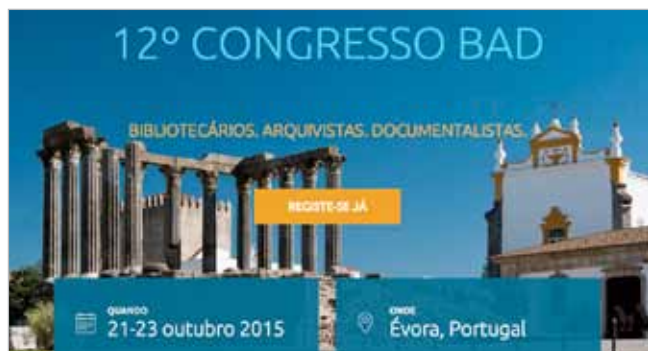 12º CONGRESSO BAD
BIBLIOTECÁRIOS. ARQUIVISTAS. DOCUMENTALISTAS.
REGISTE-SE JÁ
QUANDO
21-23 outubro 2015
ONDE
Évora, Portugal